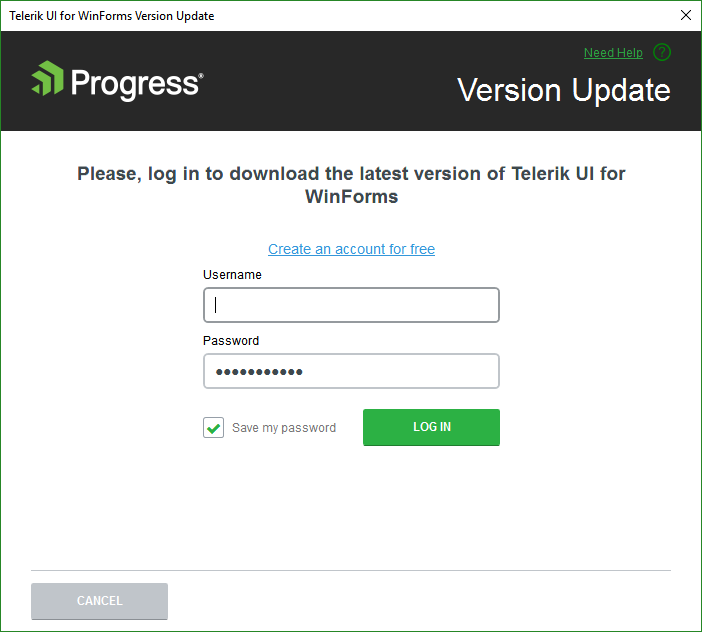 Telerik UI for WinForms Version Update
Need Help ?
Progress®
Version Update
Please, log in to download the latest version of Telerik UI for
WinForms
Create an account for free
Username
Password
•••••••••••
Save my password
LOG IN
CANCEL